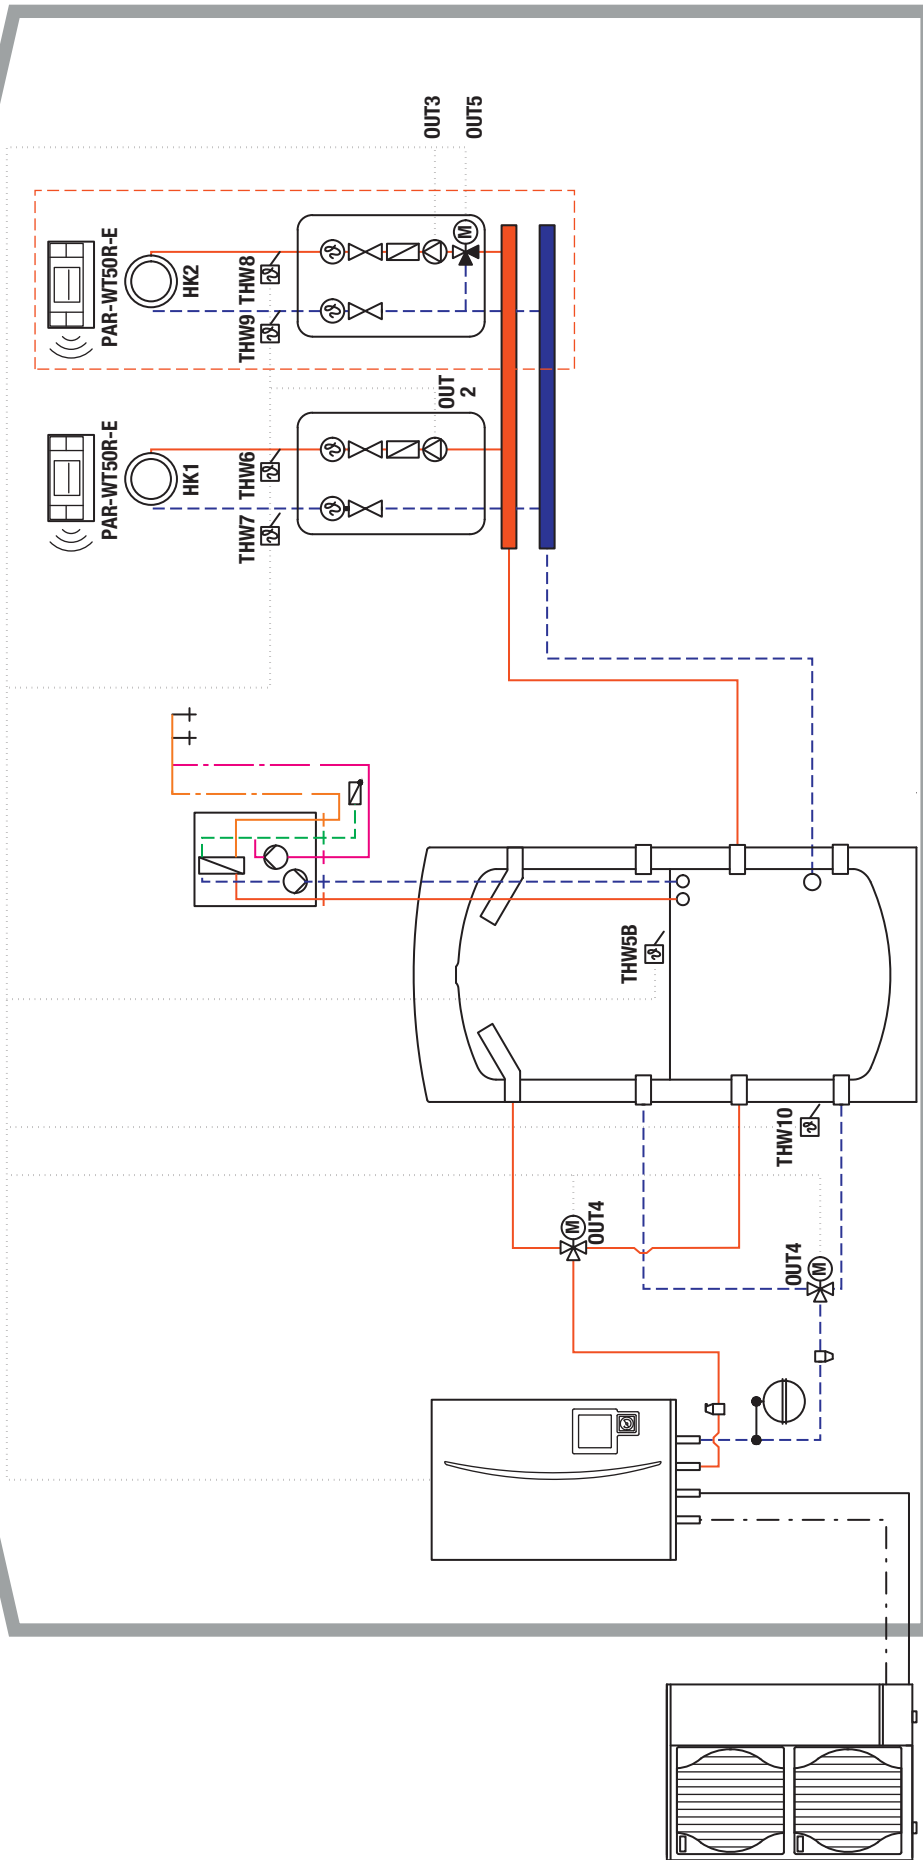 OUT3
OUT5
PAR-WT50R-E
HK2
THW8
THW9
PAR-WT50R-E
HK1
THW6
THW7
OUT
2
THW5B
THW10
OUT4
OUT4
M
M
M